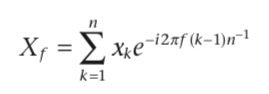 X_f = \sum_{k=1}^{n} x_k e^{-i2\pi f(k-1)n^{-1}}